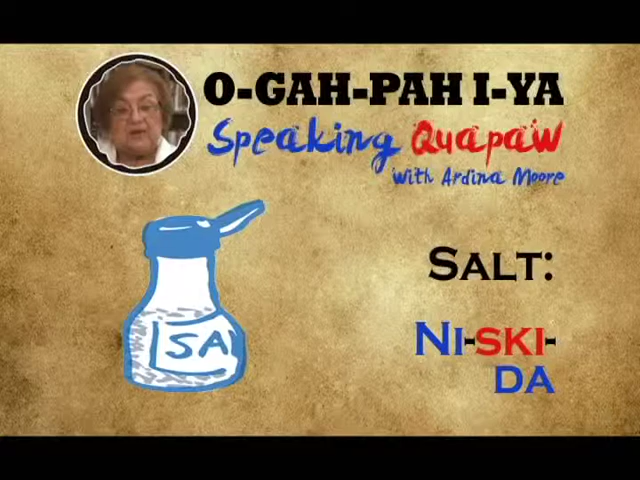 O-GAH-PAH I-YA
Speaking Quapaw
with Ardina Moore
SALT:
NI-SKI-
DA
SA